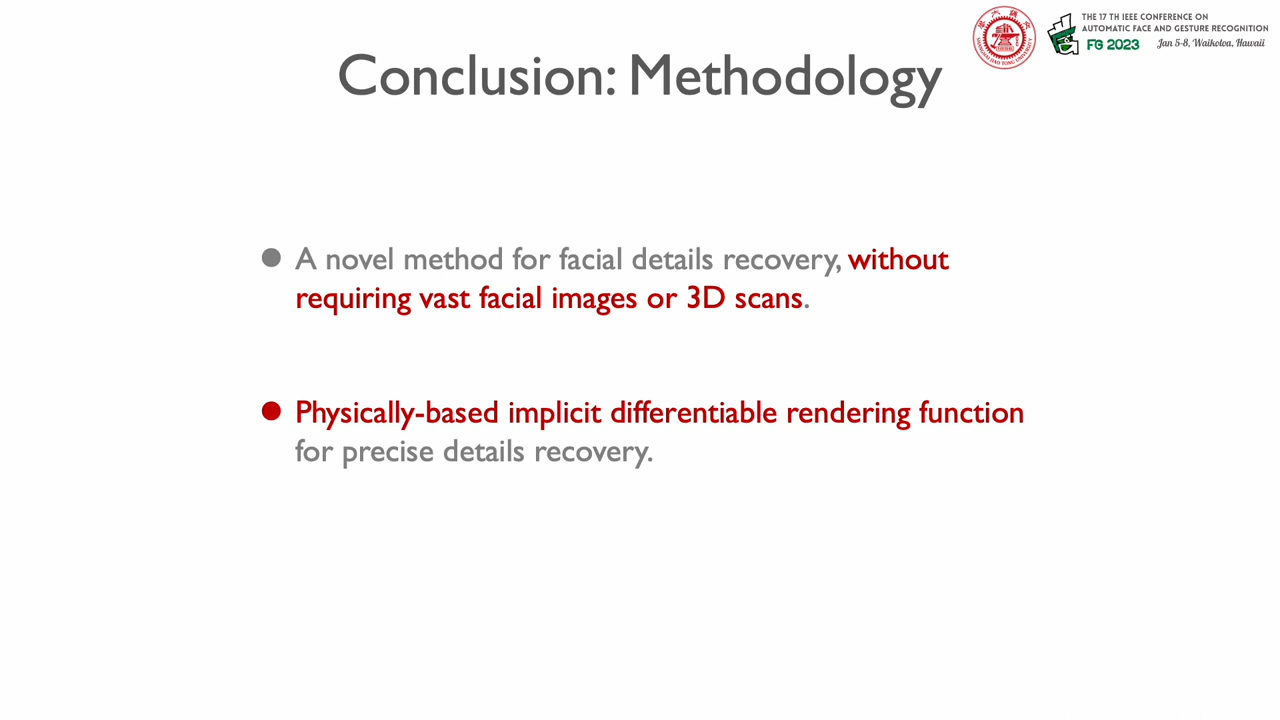 THE 17 TH IEEE CONFERENCE ON
AUTOMATIC FACE AND GESTURE RECOGNITION
FG 2023 Jan 5-8, Waikoloa, Hawaii
Conclusion: Methodology
A novel method for facial details recovery, without
requiring vast facial images or 3D scans.
Physically-based implicit differentiable rendering function
for precise details recovery.